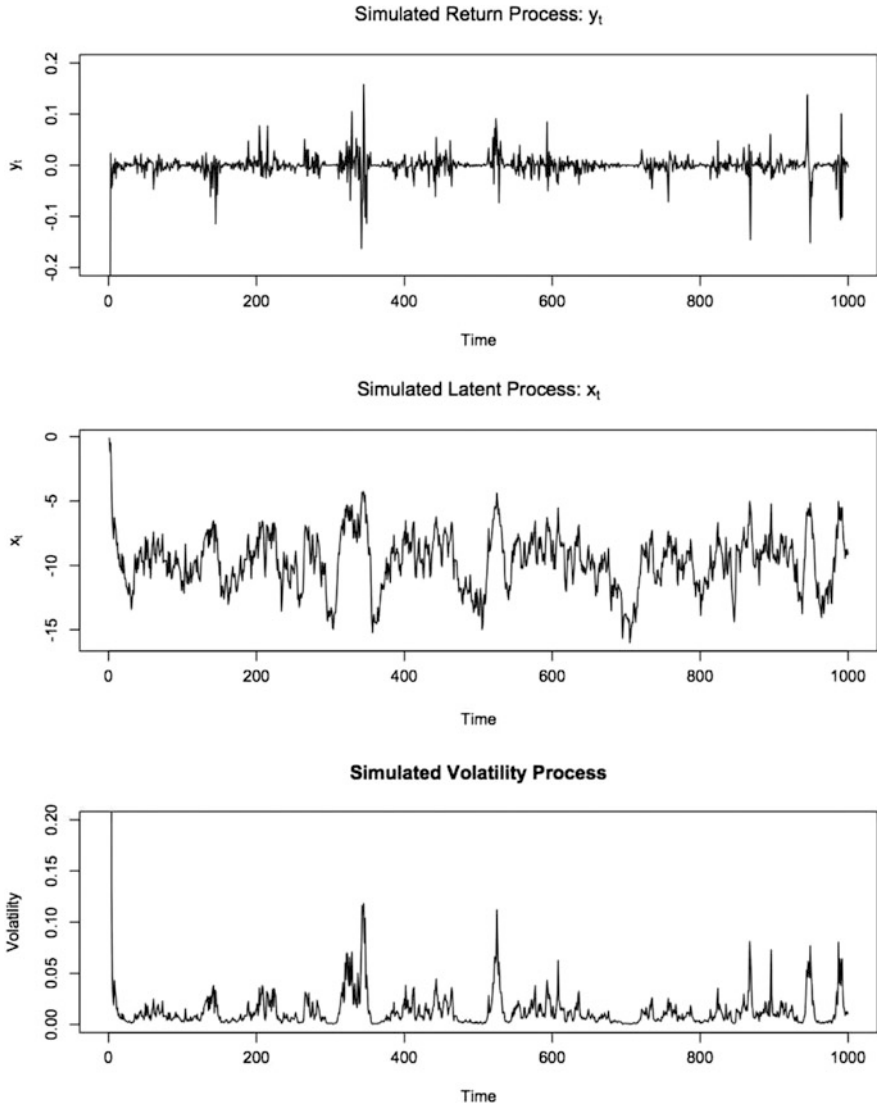 Simulated Return Process: yt
0.2
0.1
0.0
-0.1
-0.2
yt
0 200 400 600 800 1000
Time
Simulated Latent Process: xt
0
-5
-10
-15
xt
0 200 400 600 800 1000
Time
Simulated Volatility Process
0.20
0.15
0.10
0.05
0.00
Volatility
0 200 400 600 800 1000
Time